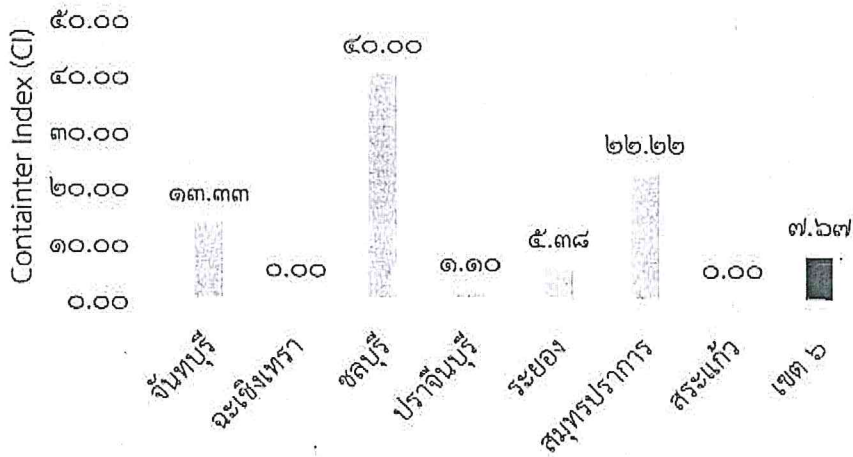 Containter Index (CI)
๕๐.๐๐
๔๐.๐๐
๓๐.๐๐
๒๐.๐๐
๑๐.๐๐
๐.๐๐
๑๓.๓๓
๐.๐๐
๔๐.๐๐
๑.๑๐
๕.๓๘
๒๒.๒๒
๐.๐๐
๗.๖๗
จันทบุรี
ฉะเชิงเทรา
ชลบุรี
ปราจีนบุรี
ระยอง
สมุทรปราการ
สระแก้ว
เขต ๖